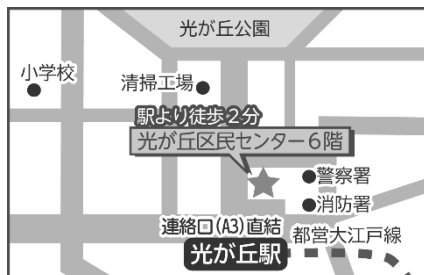 光が丘公園
小学校
清掃工場
駅より徒歩2分
光が丘区民センター6階
警察署
消防署
連絡口(A3)直結
都営大江戸線
光が丘駅